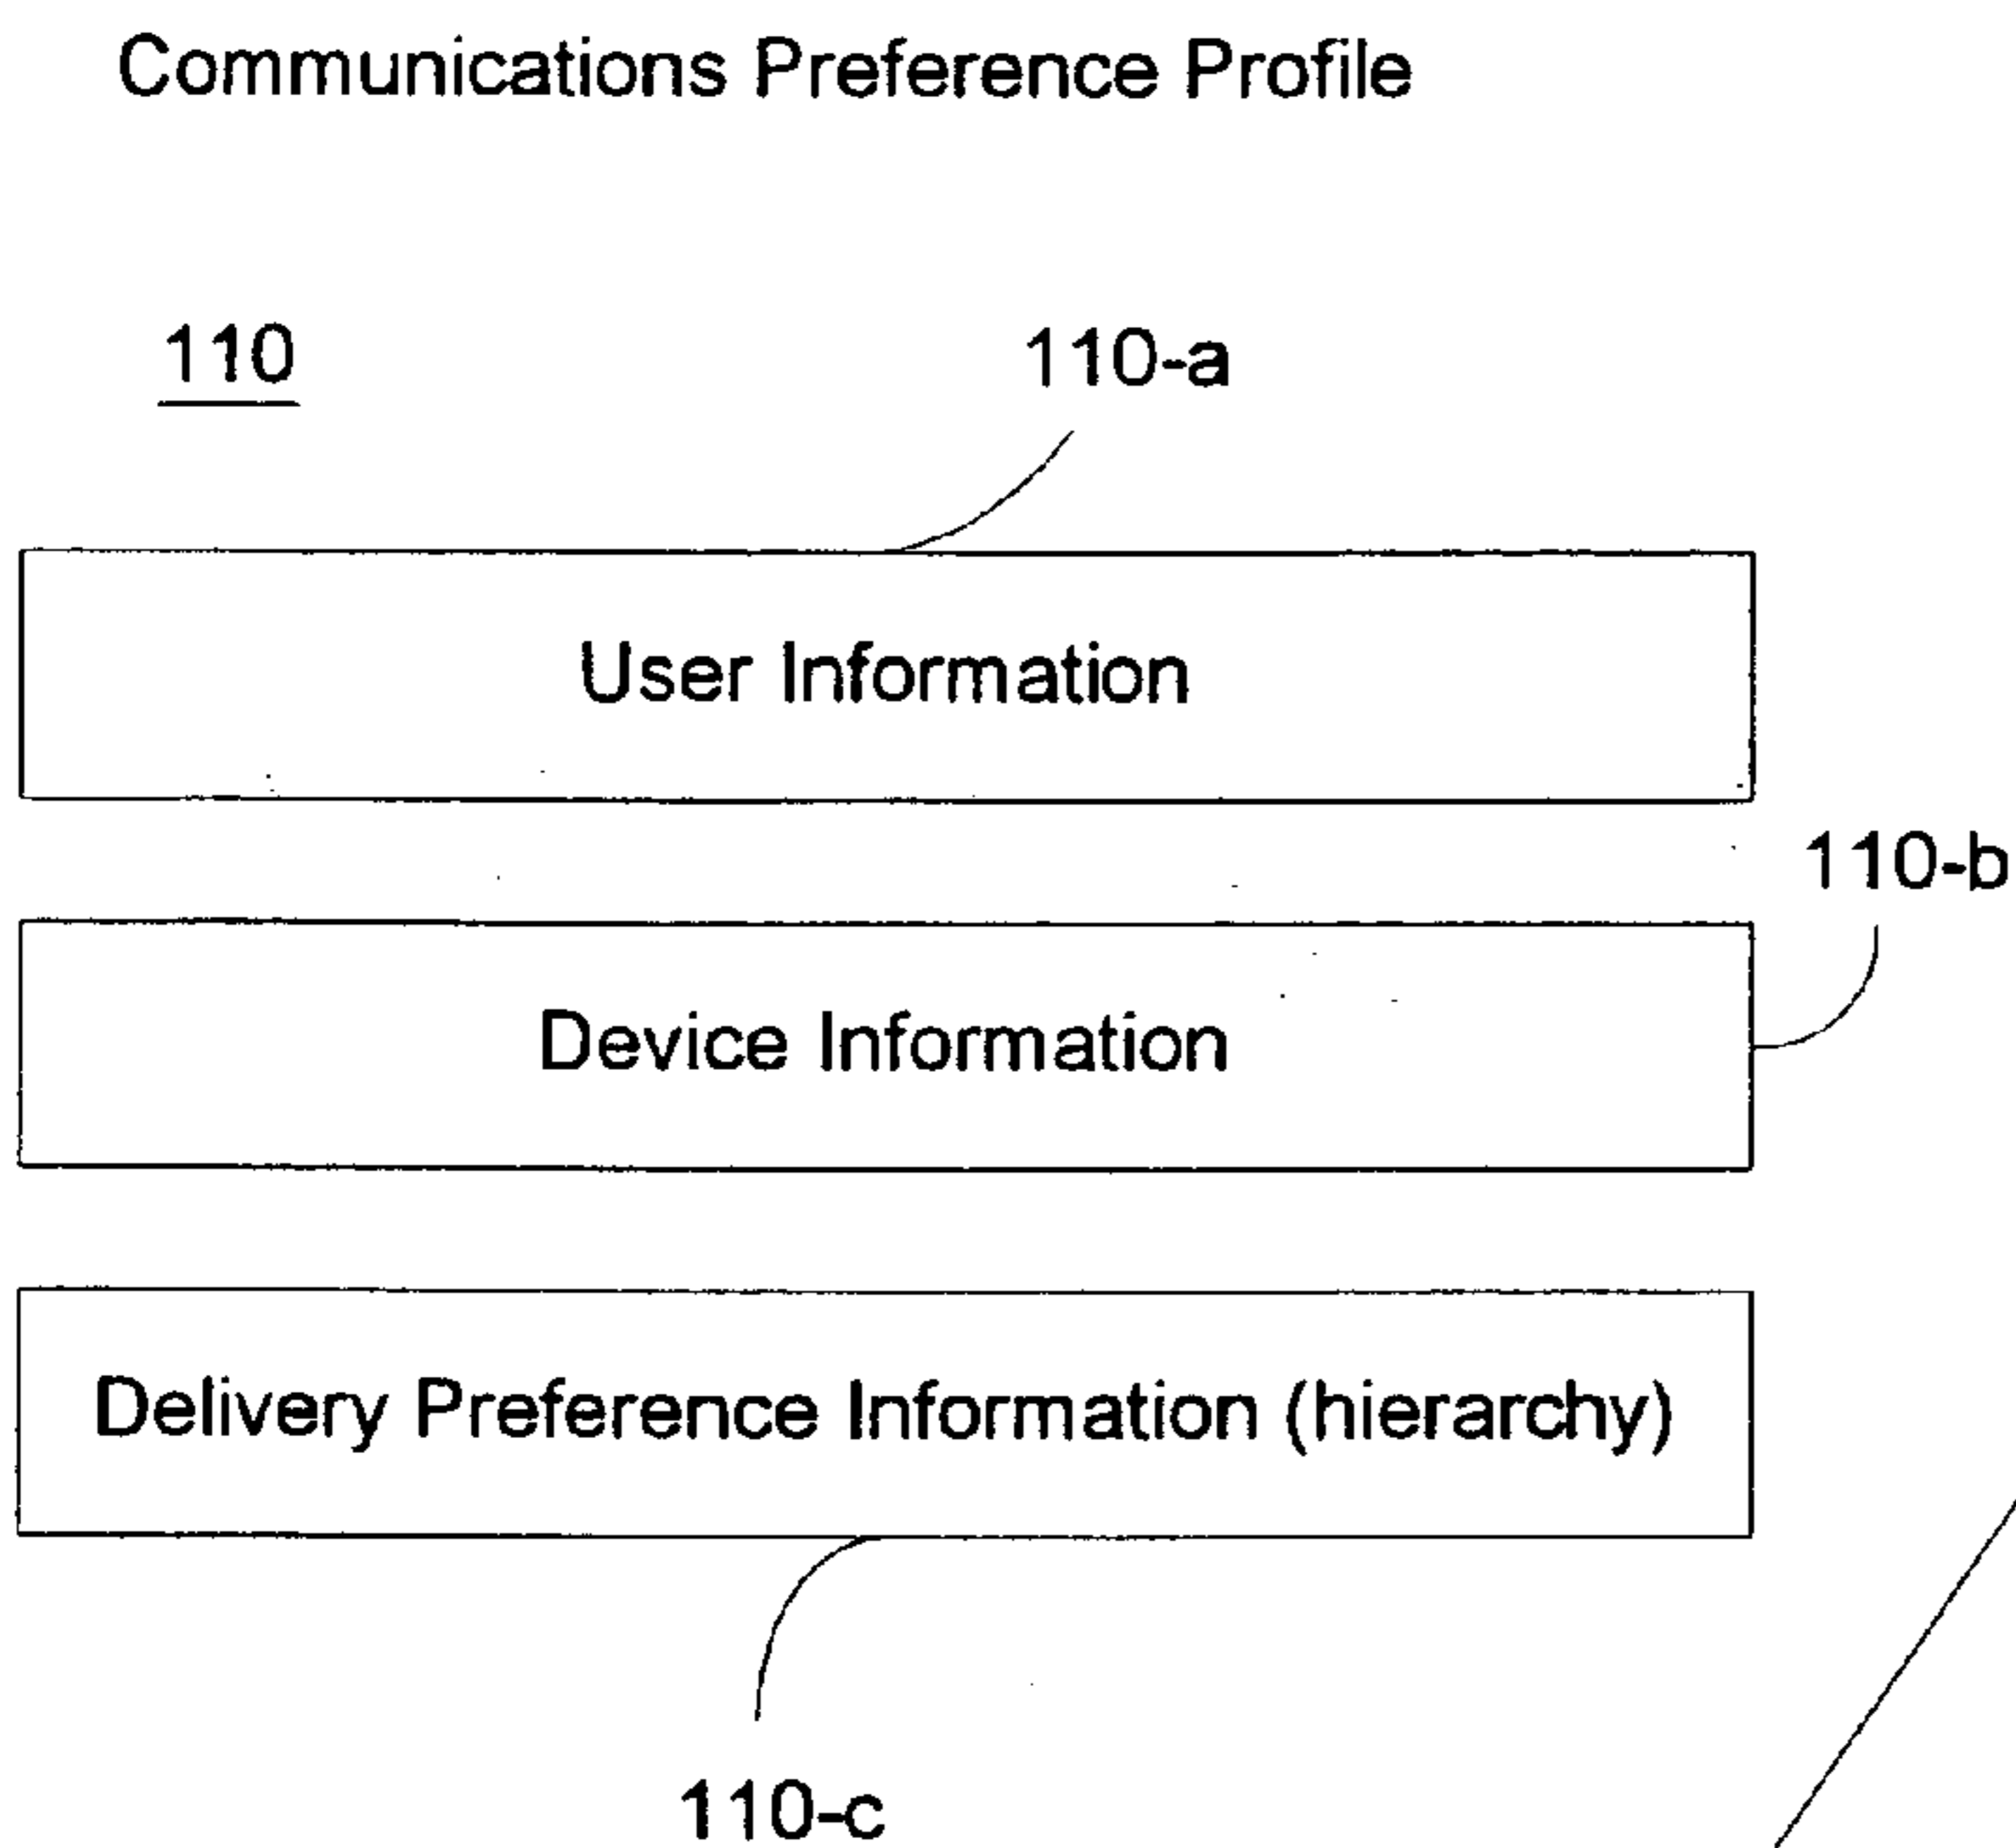 Communications Preference Profile
110
110-a
User Information
110-b
Device Information
Delivery Preference Information (hierarchy)
110-c